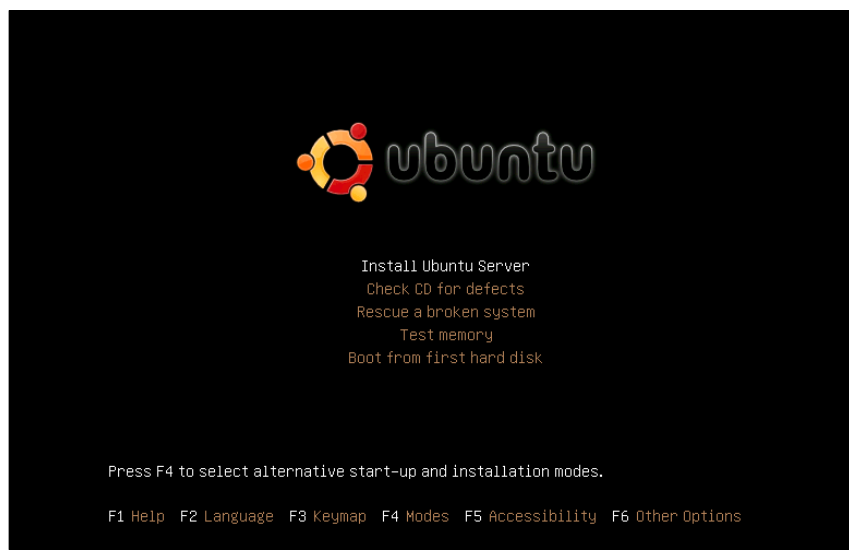 ubuntu
Install Ubuntu Server
Check CD for defects
Rescue a broken system
Test memory
Boot from first hard disk
Press F4 to select alternative start-up and installation modes.
F1 Help F2 Language F3 Keymap F4 Modes F5 Accessibility F6 Other Options